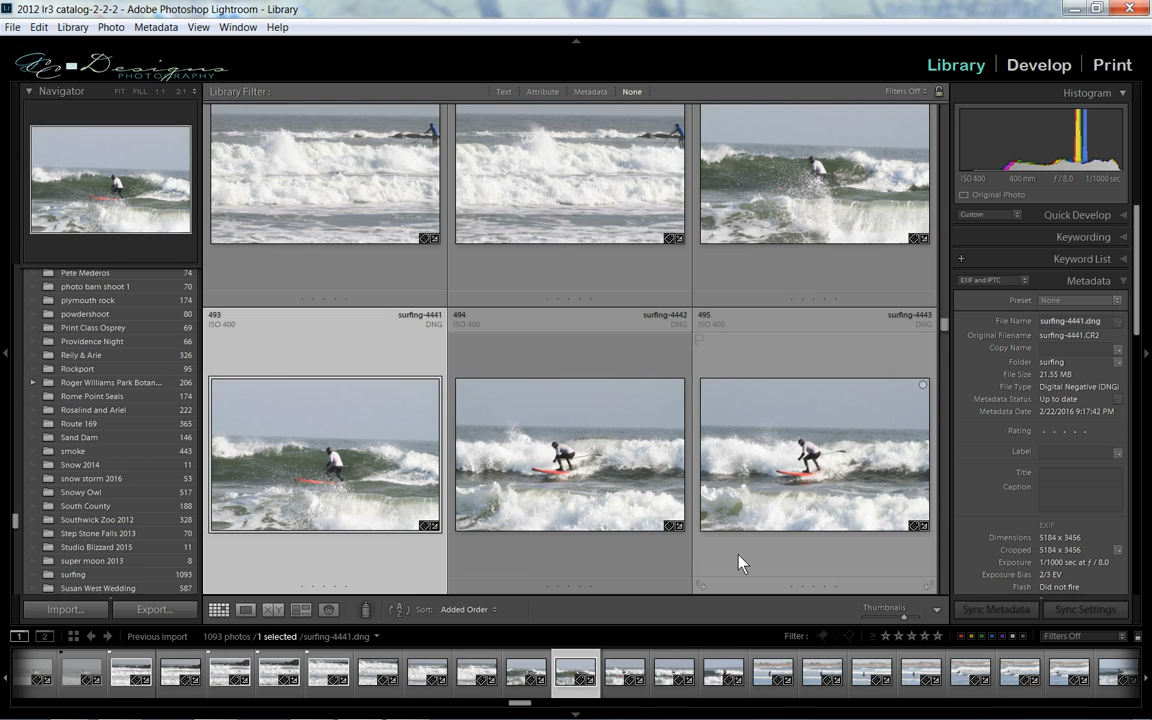 2012 lr3 catalog-2-2-2 - Adobe Photoshop Lightroom - Library
File Edit Library Photo Metadata View Window Help
Designs
PHOTOGRAPHY
Library | Develop | Print
Navigator FIT FILL 1:1 2:1
Library Filter : Text Attribute Metadata None Filters Off
Histogram
ISO 400 400 mm f / 8.0 1/1000 sec
Original Photo
Custom Quick Develop
Keywording
Keyword List
EXIF and IPTC Metadata
Preset None
File Name surfing-4441.dng
Original Filename surfing-4441.CR2
Copy Name
Folder surfing
File Size 21.55 MB
File Type Digital Negative (DNG)
Metadata Status Up to date
Metadata Date 2/22/2016 9:17:42 PM
Rating
Label
Title
Caption
EXIF
Dimensions 5184 x 3456
Cropped 5184 x 3456
Exposure 1/1000 sec at f / 8.0
Exposure Bias 2/3 EV
Flash Did not fire
Sync Metadata Sync Settings
Pete Mederos 74
photo barn shoot 1 70
plymouth rock 174
powdershoot 80
Print Class Osprey 69
Providence Night 66
Reily & Arie 326
Rockport 95
Roger Williams Park Botan... 206
Rome Point Seals 174
Rosalind and Ariel 222
Route 169 365
Sand Dam 146
smoke 443
Snow 2014 11
snow storm 2016 53
Snowy Owl 517
South County 188
Southwick Zoo 2012 328
Step Stone Falls 2013 70
Studio Blizzard 2015 11
super moon 2013 8
surfing 1093
Susan West Wedding 587
Import... Export...
493 surfing-4441
ISO 400 DNG
494 surfing-4442
ISO 400 DNG
495 surfing-4443
ISO 400 DNG
Sort: Added Order Thumbnails
1 2 Previous Import 1093 photos / 1 selected / surfing-4441.dng Filter : Filters Off